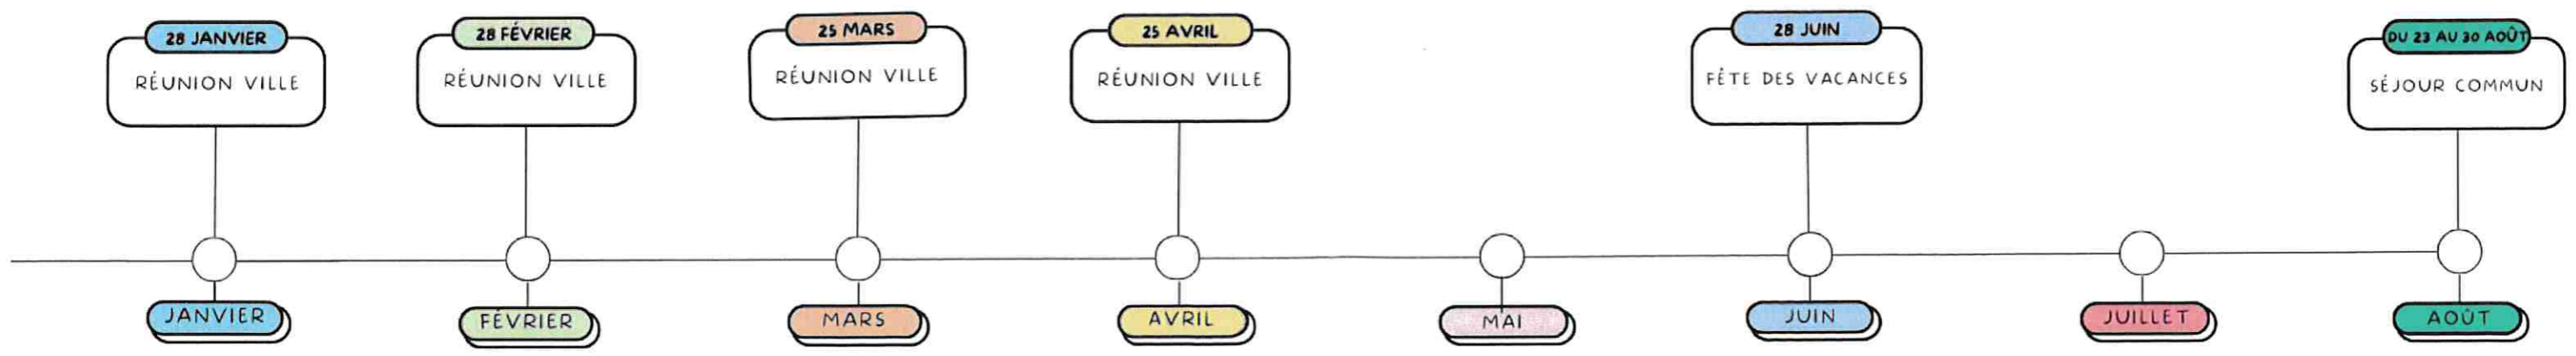 28 JANVIER
RÉUNION VILLE
28 FÉVRIER
RÉUNION VILLE
25 MARS
RÉUNION VILLE
25 AVRIL
RÉUNION VILLE
28 JUIN
FÊTE DES VACANCES
DU 23 AU 30 AOÛT
SÉJOUR COMMUN
JANVIER
FÉVRIER
MARS
AVRIL
MAI
JUIN
JUILLET
AOÛT